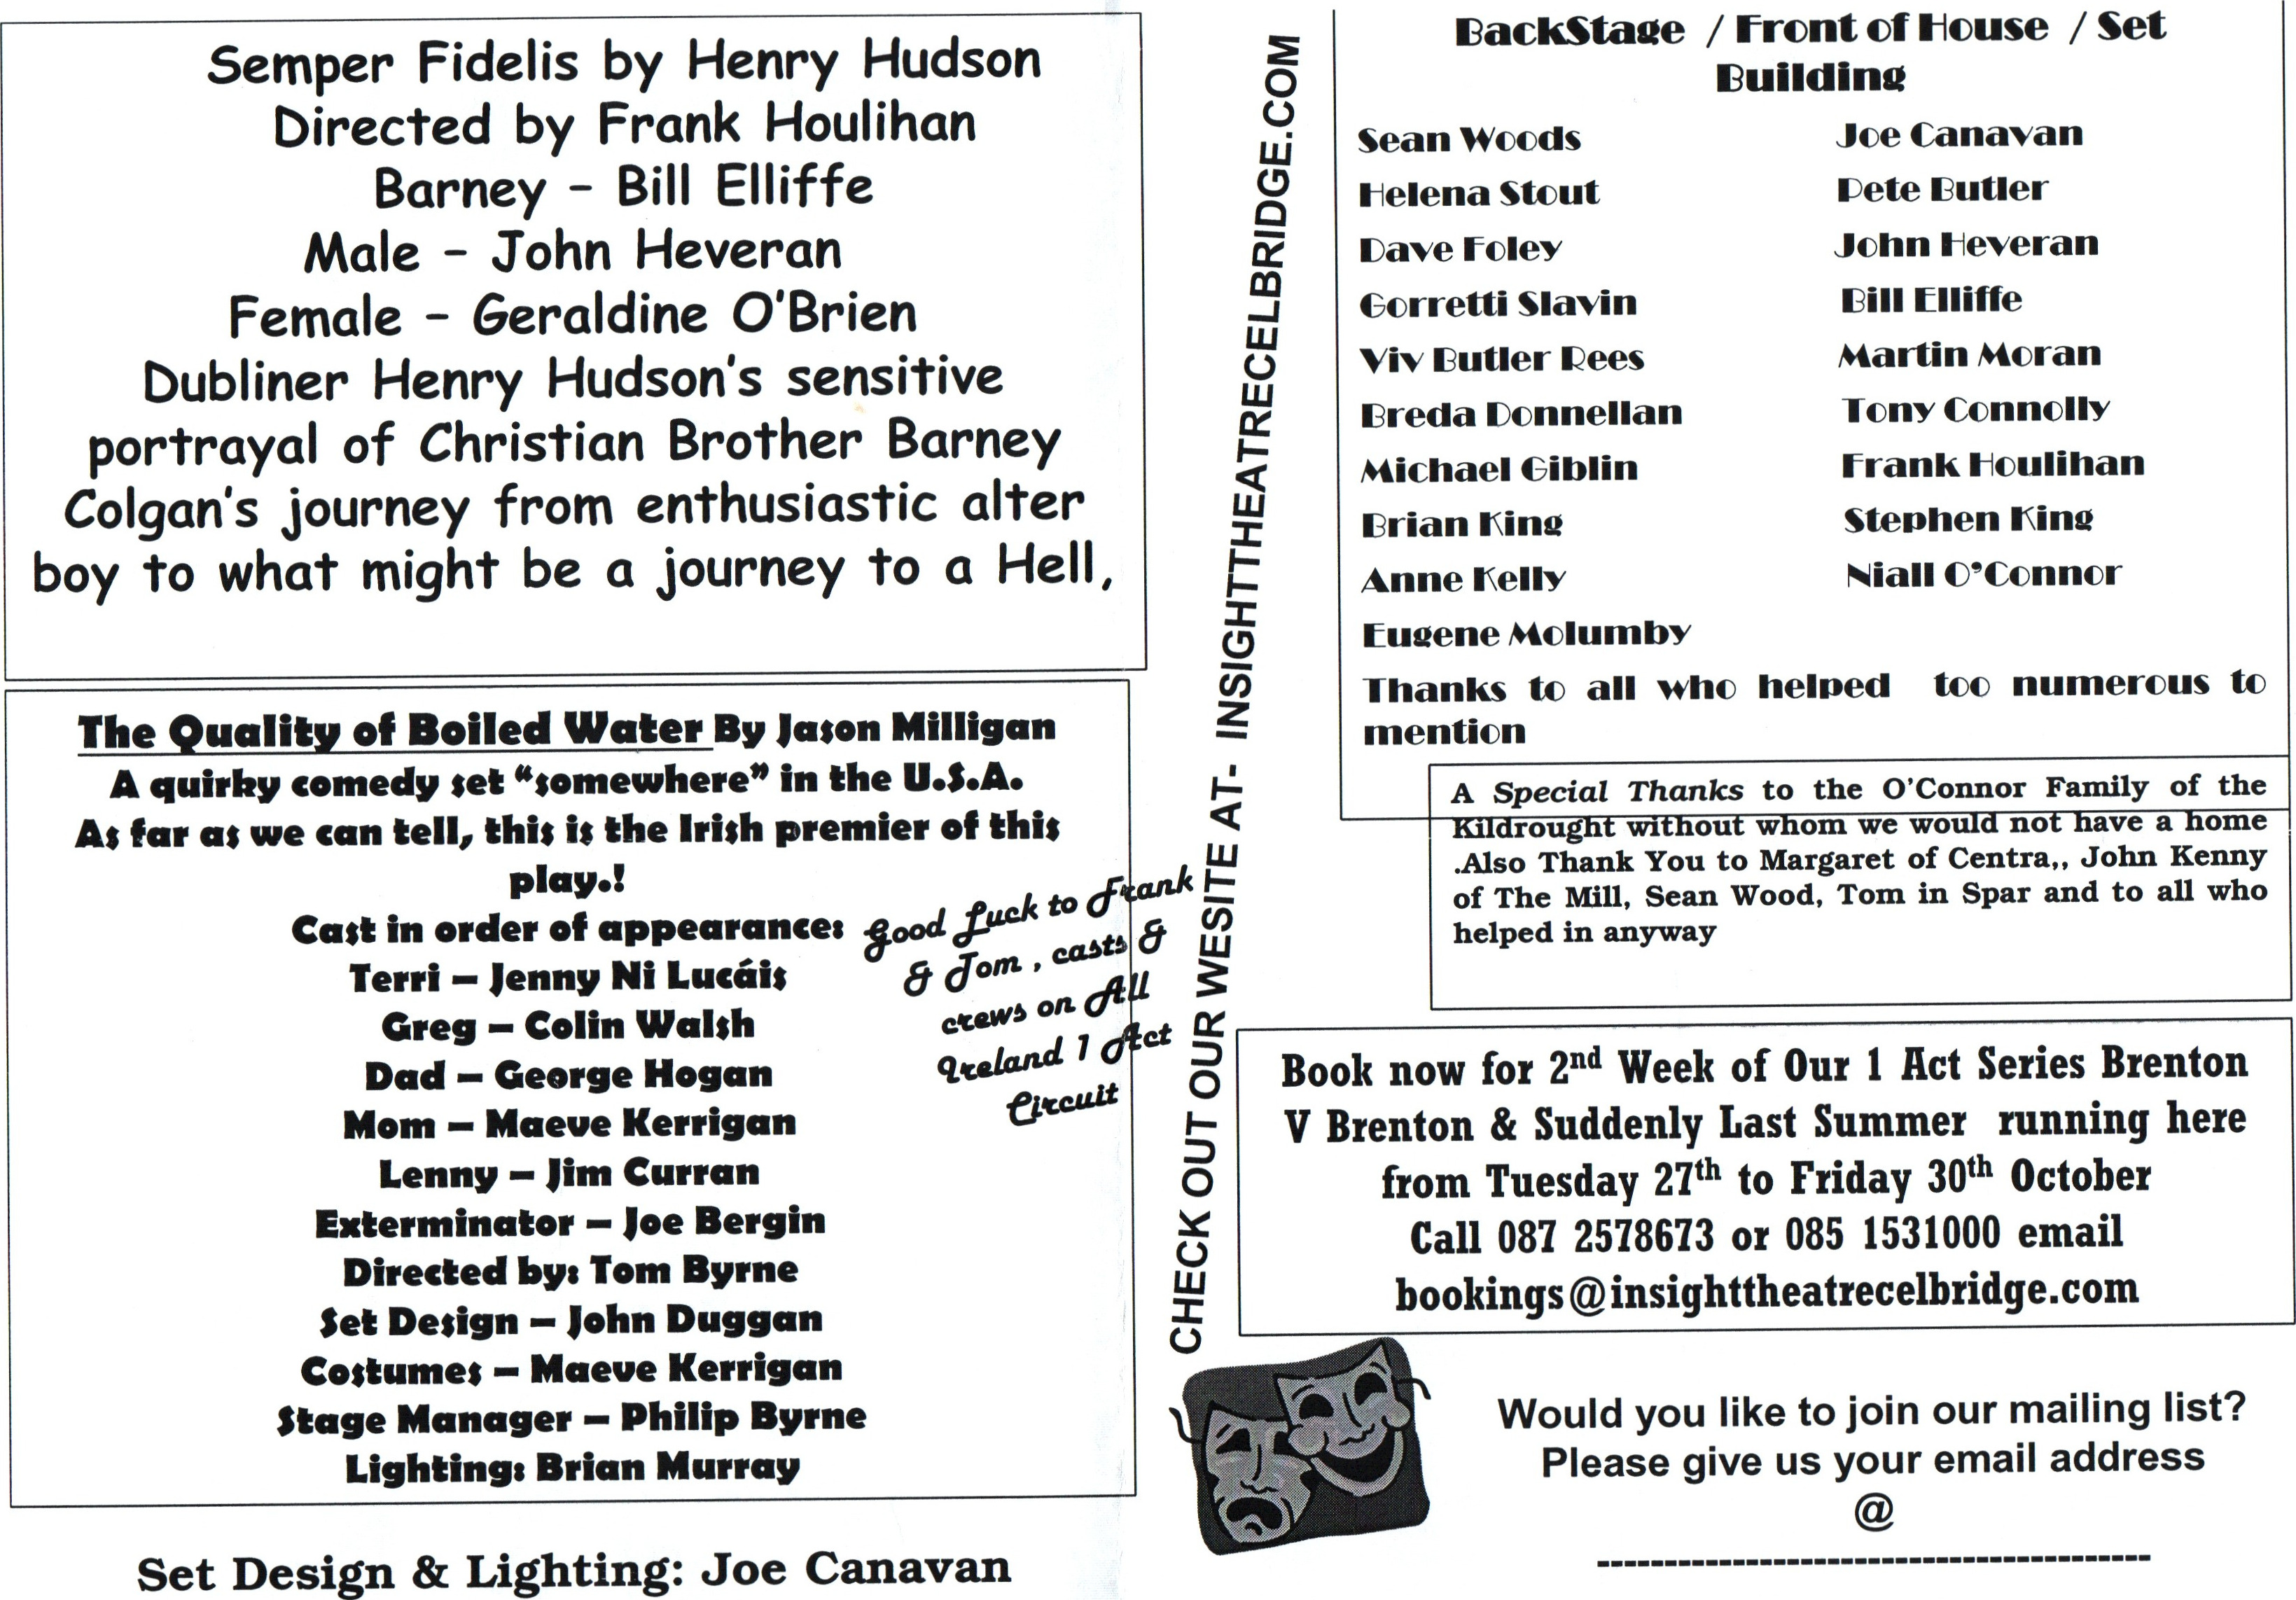 Semper Fidelis by Henry Hudson
Directed by Frank Houlihan
Barney – Bill Elliffe
Male – John Heveran
Female – Geraldine O'Brien
Dubliner Henry Hudson's sensitive
portrayal of Christian Brother Barney
Colgan's journey from enthusiastic alter
boy to what might be a journey to a Hell,
The Quality of Boiled Water By Jason Milligan
A quirky comedy set “somewhere” in the U.S.A.
As far as we can tell, this is the Irish premier of this
play.!
Cast in order of appearance:
Terri – Jenny Ni Lucáis
Greg – Colin Walsh
Dad – George Hogan
Mom – Maeve Kerrigan
Lenny – Jim Curran
Exterminator – Joe Bergin
Directed by: Tom Byrne
Set Design – John Duggan
Costumes – Maeve Kerrigan
Stage Manager – Philip Byrne
Lighting: Brian Murray
Good Luck to Frank
& Tom , casts &
crews on All
Ireland 1 Act
Circuit
Set Design & Lighting: Joe Canavan
CHECK OUT OUR WESITE AT- INSIGHTTHEATRECELBRIDGE.COM
BackStage / Front of House / Set
Building
Sean Woods Joe Canavan
Helena Stout Pete Butler
Dave Foley John Heveran
Gorretti Slavin Bill Elliffe
Viv Butler Rees Martin Moran
Breda Donnellan Tony Connolly
Michael Giblin Frank Houlihan
Brian King Stephen King
Anne Kelly Niall O'Connor
Eugene Molumby
Thanks to all who helped too numerous to
mention
A Special Thanks to the O'Connor Family of the
Kildrought without whom we would not have a home
.Also Thank You to Margaret of Centra,, John Kenny
of The Mill, Sean Wood, Tom in Spar and to all who
helped in anyway
Book now for 2nd Week of Our 1 Act Series Brenton
V Brenton & Suddenly Last Summer running here
from Tuesday 27th to Friday 30th October
Call 087 2578673 or 085 1531000 email
bookings@insighttheatrecelbridge.com
Would you like to join our mailing list?
Please give us your email address
@
-----------------------------------------